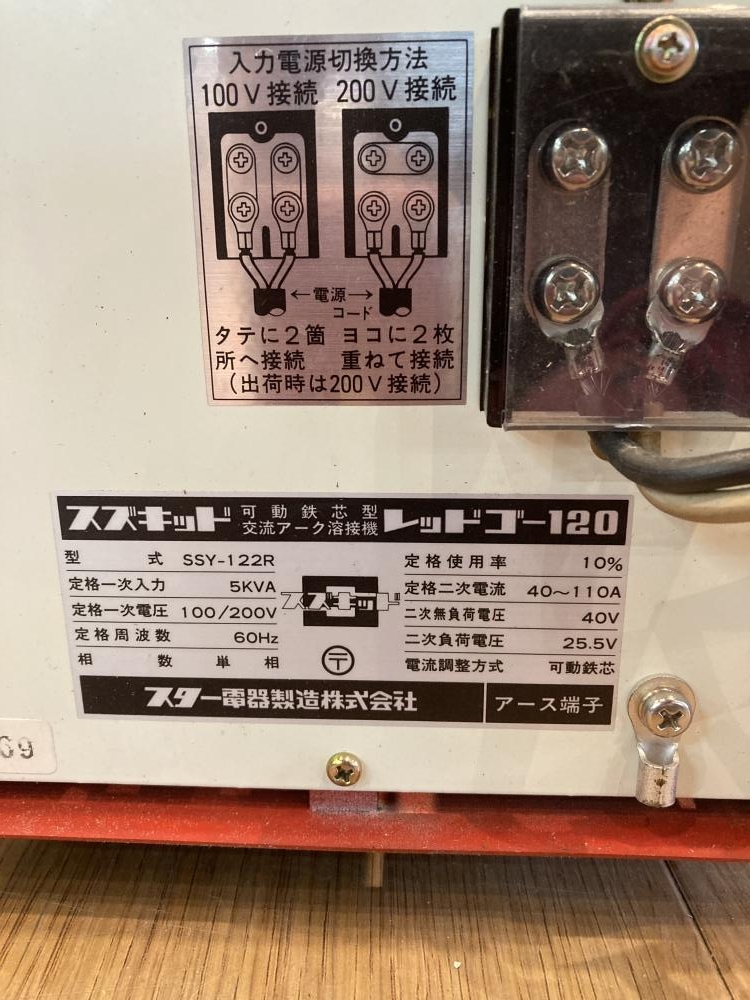 入力電源切換方法
100V接続 200V接続
←電源→
コード
タテに2箇 ヨコに2枚
所へ接続 重ねて接続
(出荷時は200V接続)
スズキッド 可動鉄芯型 交流アーク溶接機 レッドゴー120
型式 SSY-122R
定格一次入力 5KVA
定格一次電圧 100/200V
定格周波数 60Hz
相数 単相
スズキッド
〒
定格使用率 10%
定格二次電流 40〜110A
二次無負荷電圧 40V
二次負荷電圧 25.5V
電流調整方式 可動鉄芯
スター電器製造株式会社
アース端子
69